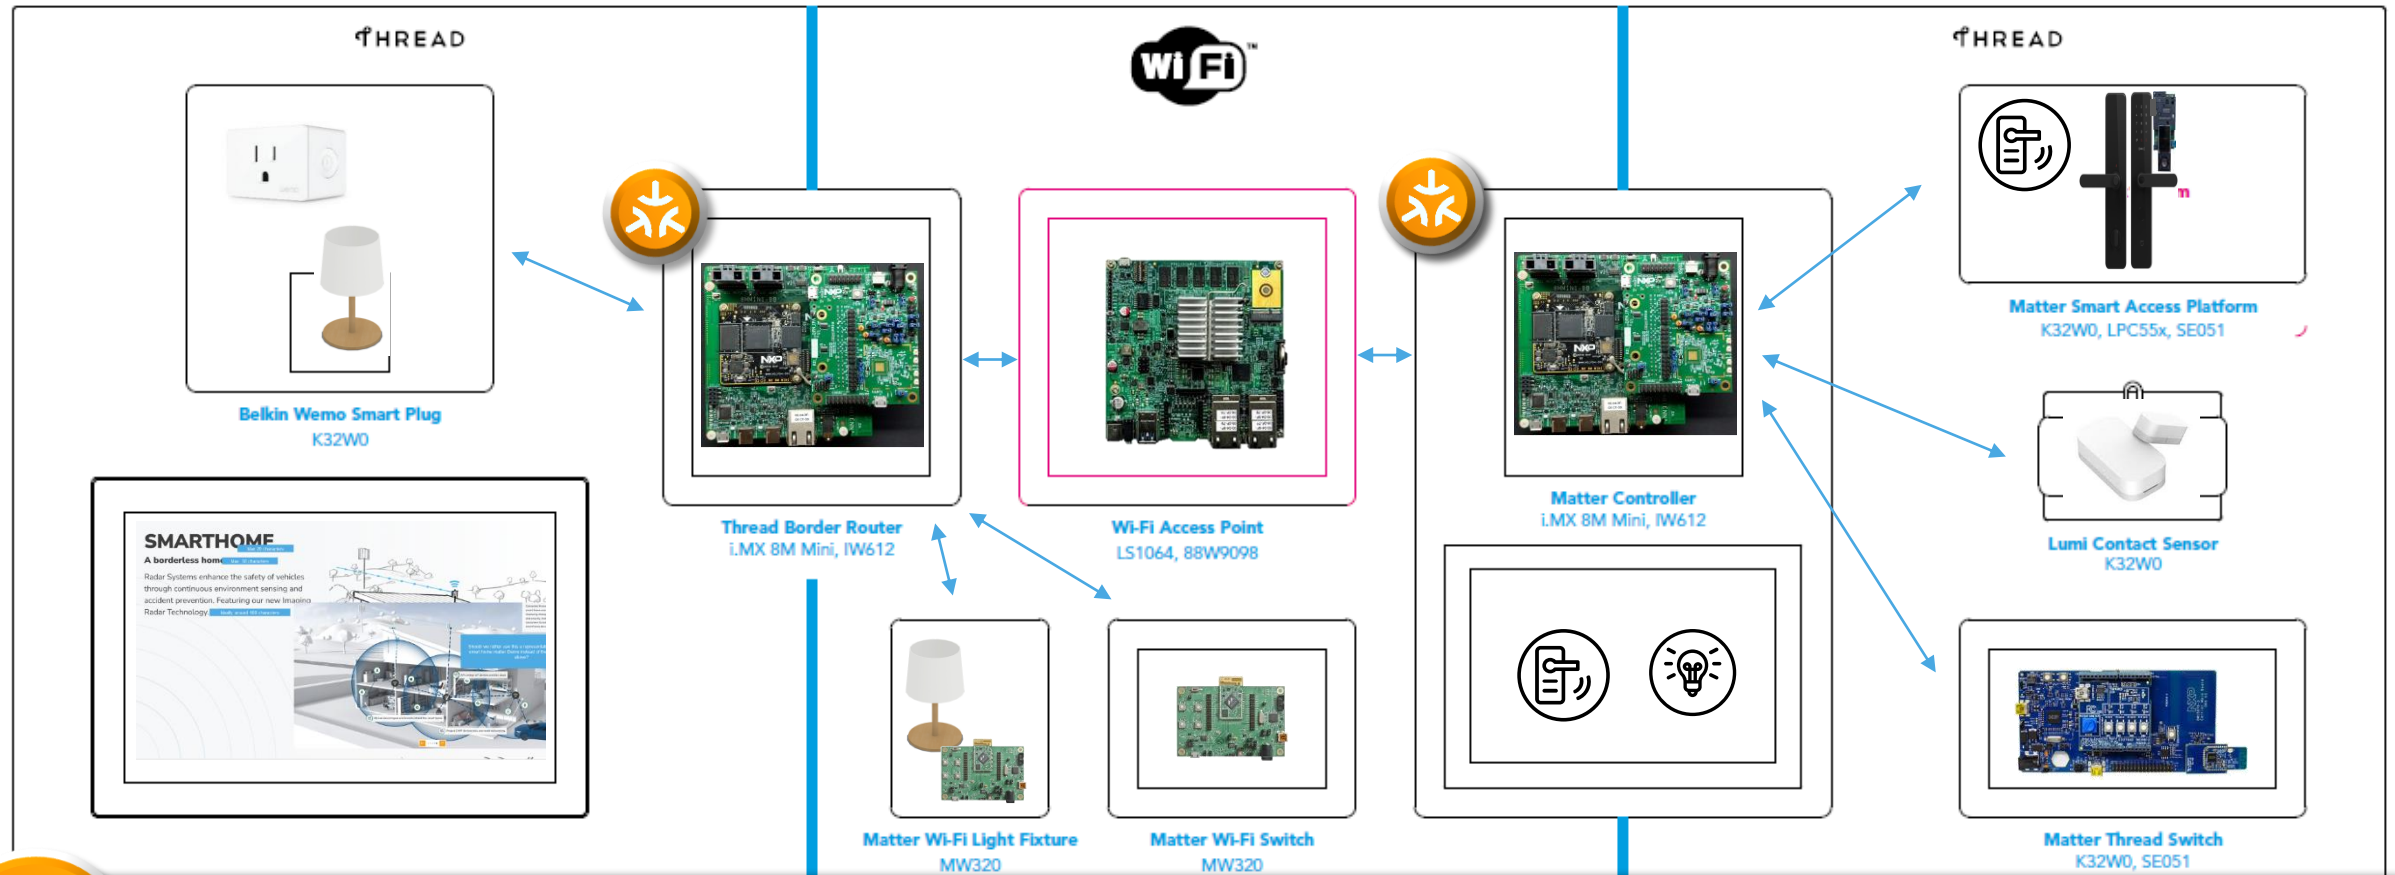 THREAD
WiFi™
THREAD
Belkin Wemo Smart Plug
K32W0
SMARTHOME
A borderless home
Radar Systems enhance the safety of vehicles
through continuous environment sensing and
accident prevention. Featuring our new Imaging
Radar Technology.
NXP
Thread Border Router
i.MX 8M Mini, IW612
Wi-Fi Access Point
LS1064, 88W9098
NXP
Matter Controller
i.MX 8M Mini, IW612
Matter Wi-Fi Light Fixture
MW320
Matter Wi-Fi Switch
MW320
m
Matter Smart Access Platform
K32W0, LPC55x, SE051
Lumi Contact Sensor
K32W0
Matter Thread Switch
K32W0, SE051